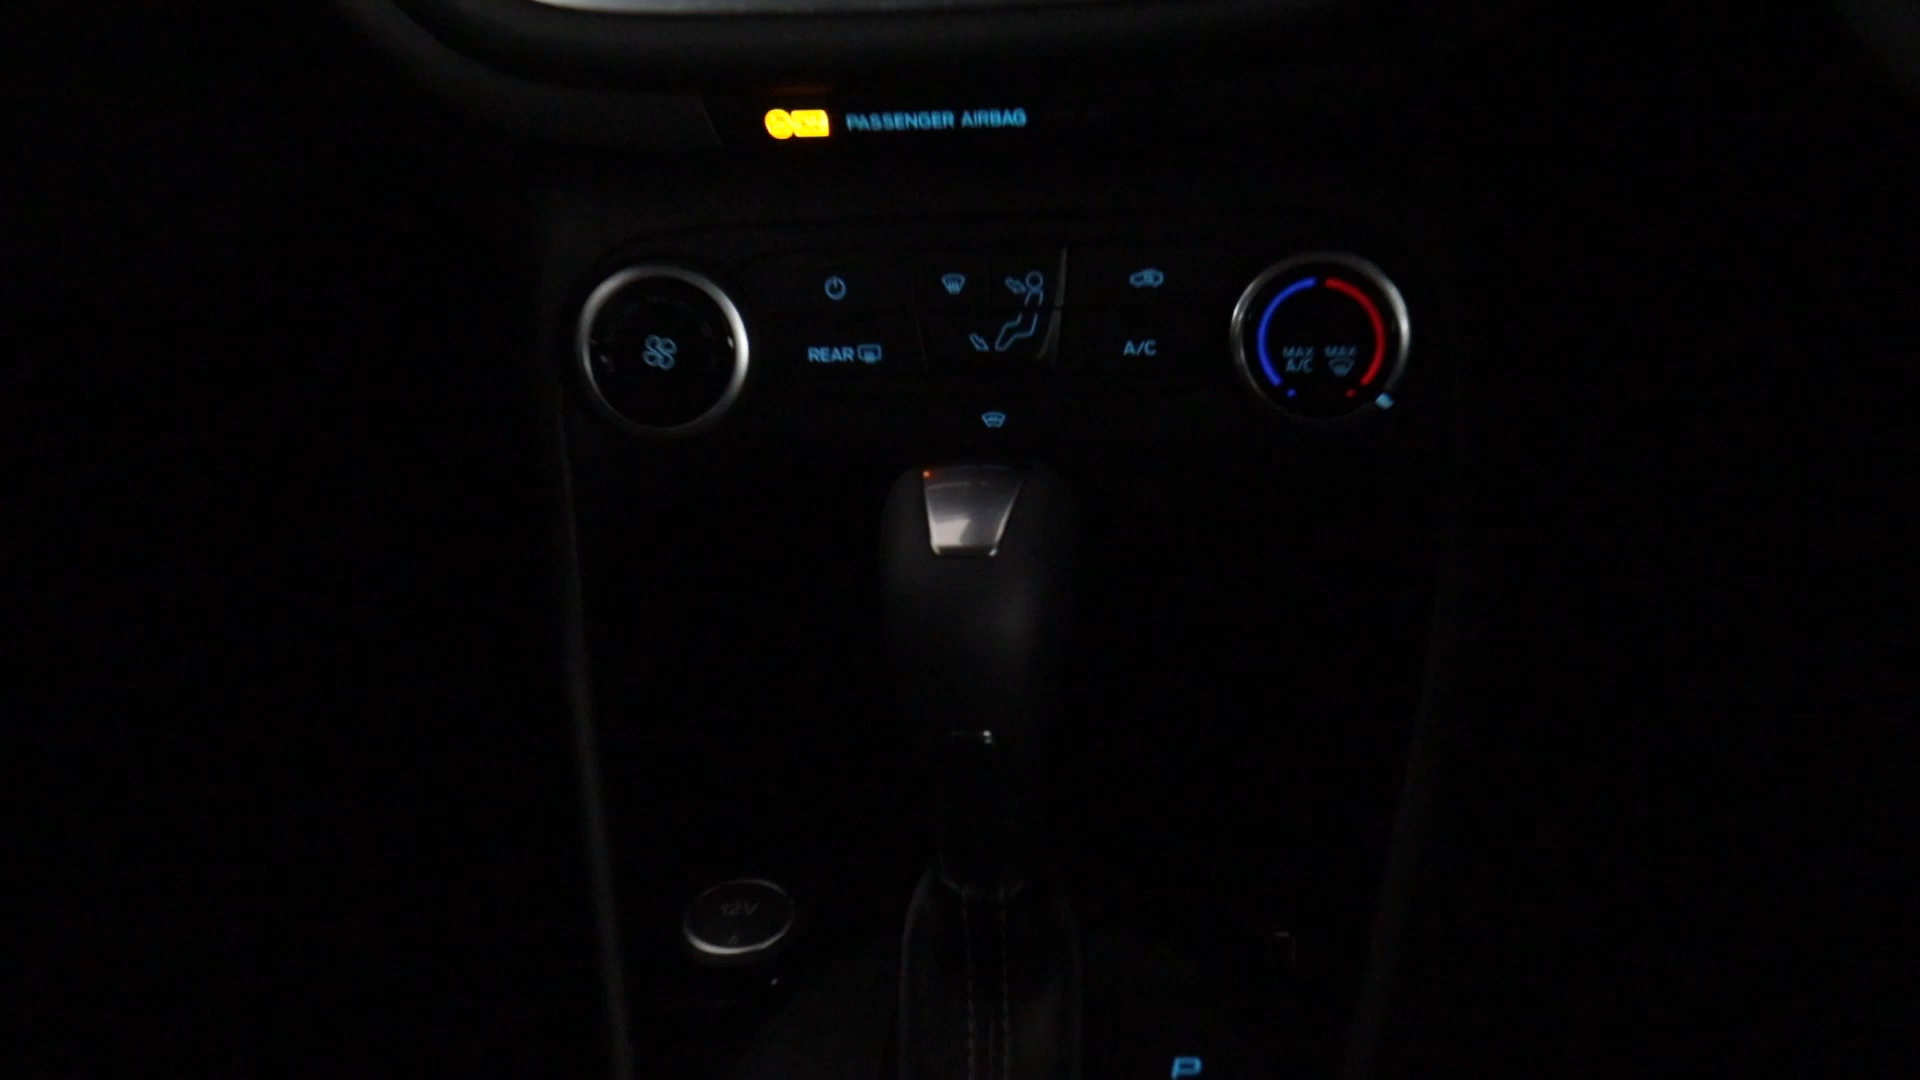 PASSENGER AIRBAG
REAR
A/C
MAX A/C
MAX
12V
P